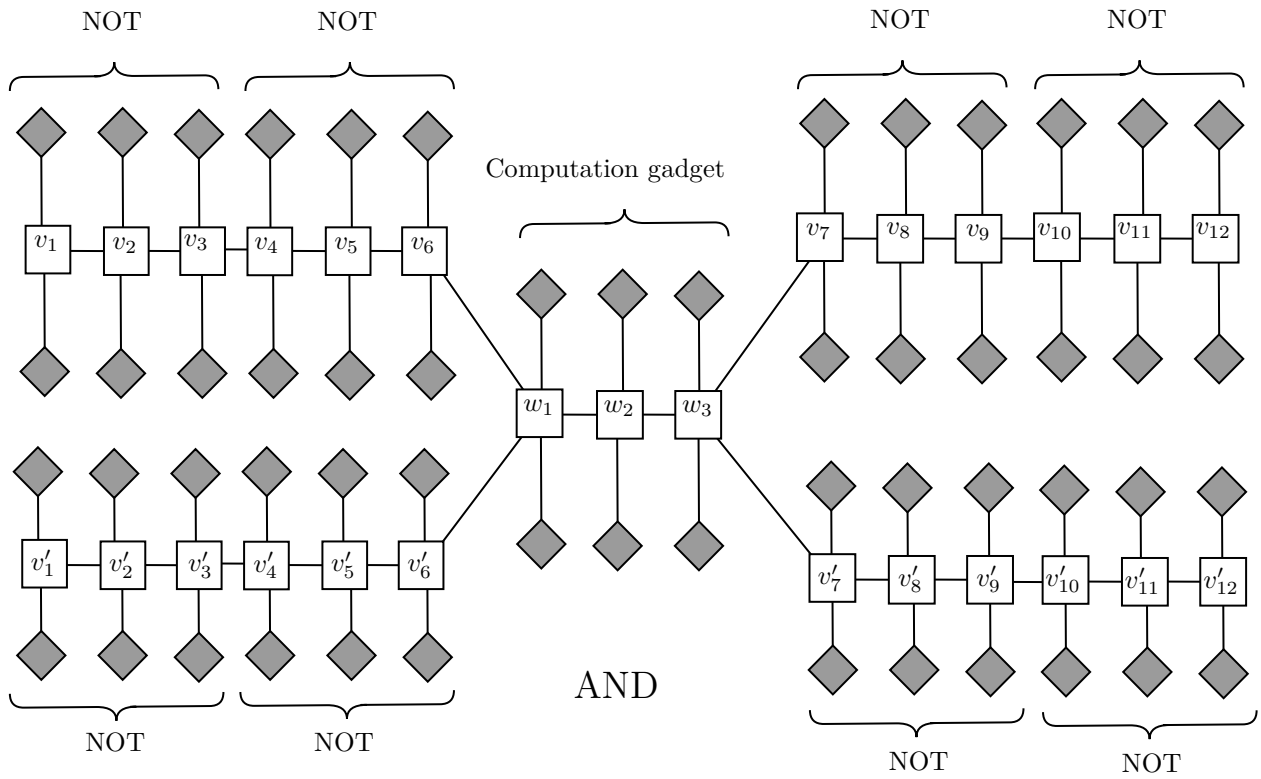 NOT NOT NOT NOT
Computation gadget
v₁ v₂ v₃ v₄ v₅ v₆ v₇ v₈ v₉ v₁₀ v₁₁ v₁₂
w₁ w₂ w₃
v′₁ v′₂ v′₃ v′₄ v′₅ v′₆ v′₇ v′₈ v′₉ v′₁₀ v′₁₁ v′₁₂
AND
NOT NOT NOT NOT